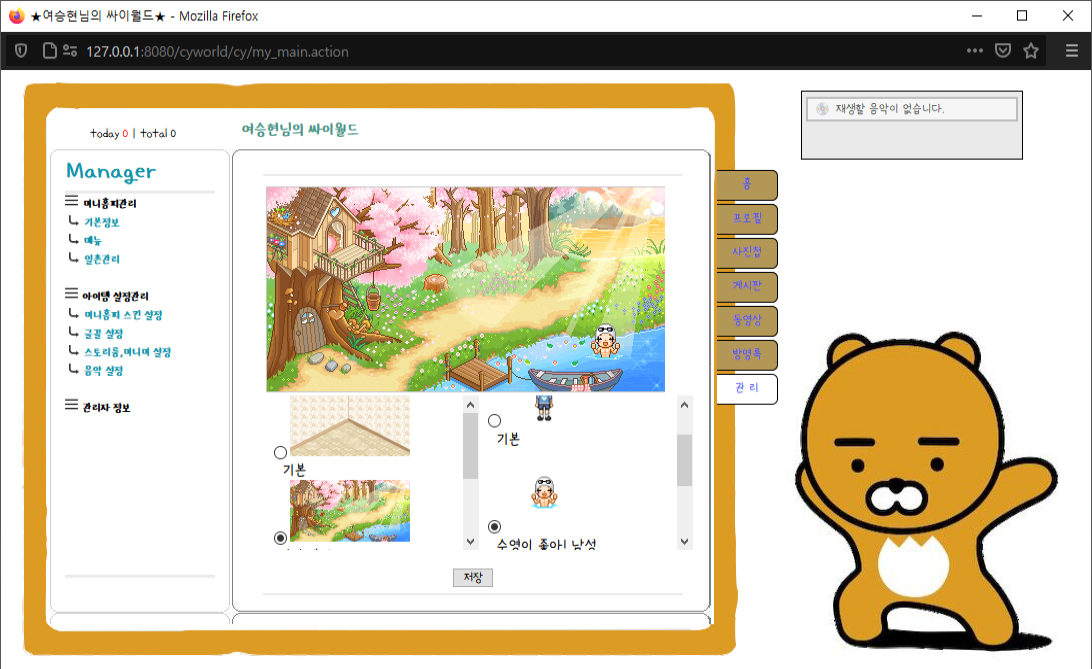 ★여승현님의 싸이월드★ - Mozilla Firefox
127.0.0.1:8080/cyworld/cy/my_main.action
today 0 | total 0
여승현님의 싸이월드
재생할 음악이 없습니다.
Manager
미니홈피관리
기본정보
메뉴
일촌관리
아이템 설정관리
미니홈피 스킨 설정
글꼴 설정
스토리룸,미니미 설정
음악 설정
관리자 정보
홈
프로필
사진첩
게시판
동영상
방명록
관 리
기본
기본
수영이 좋아! 남성
저장